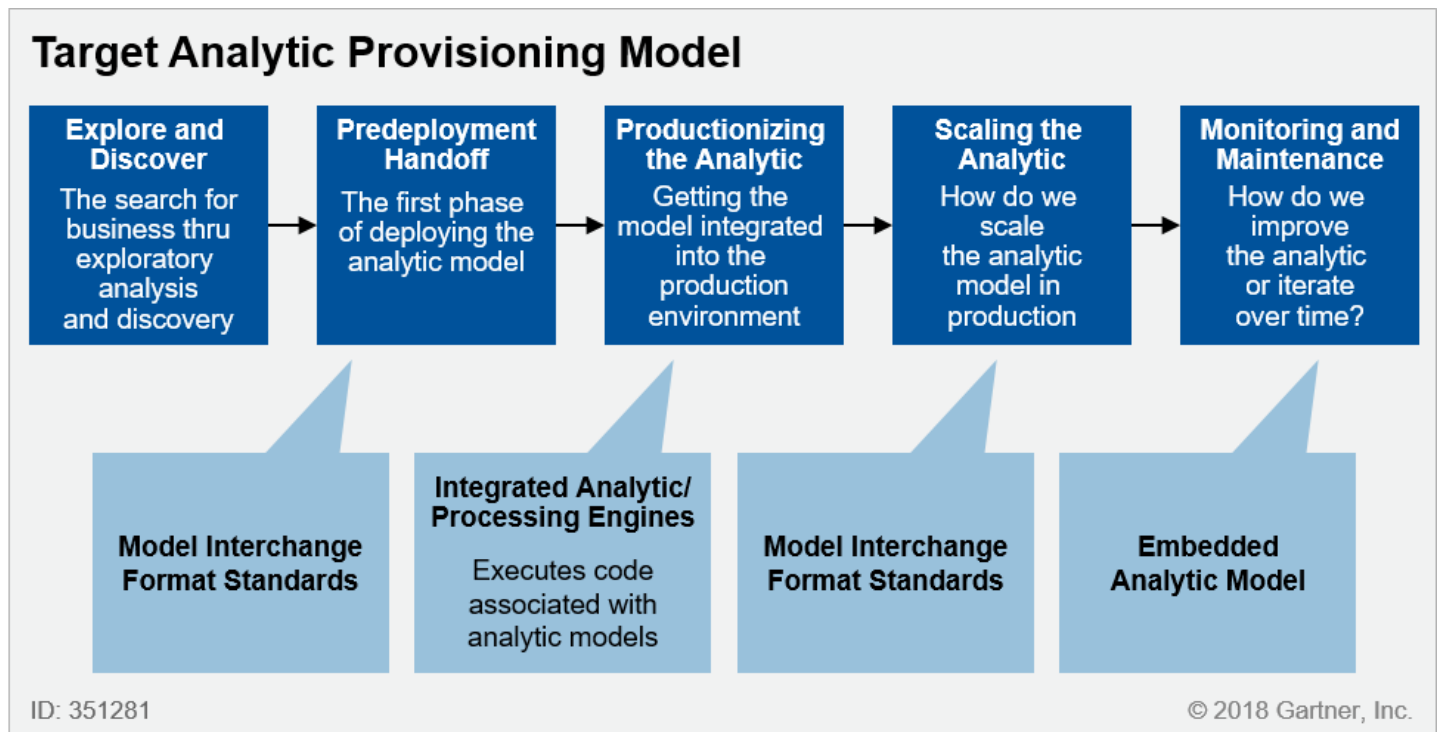 Target Analytic Provisioning Model
Explore and
Discover
The search for
business thru
exploratory
analysis
and discovery
Predeployment
Handoff
The first phase
of deploying the
analytic model
Productionizing
the Analytic
Getting the
model integrated
into the
production
environment
Scaling the
Analytic
How do we
scale
the analytic
model in
production
Monitoring and
Maintenance
How do we
improve
the analytic
or iterate
over time?
Model Interchange
Format Standards
Integrated Analytic/
Processing Engines
Executes code
associated with
analytic models
Model Interchange
Format Standards
Embedded
Analytic Model
ID: 351281
© 2018 Gartner, Inc.